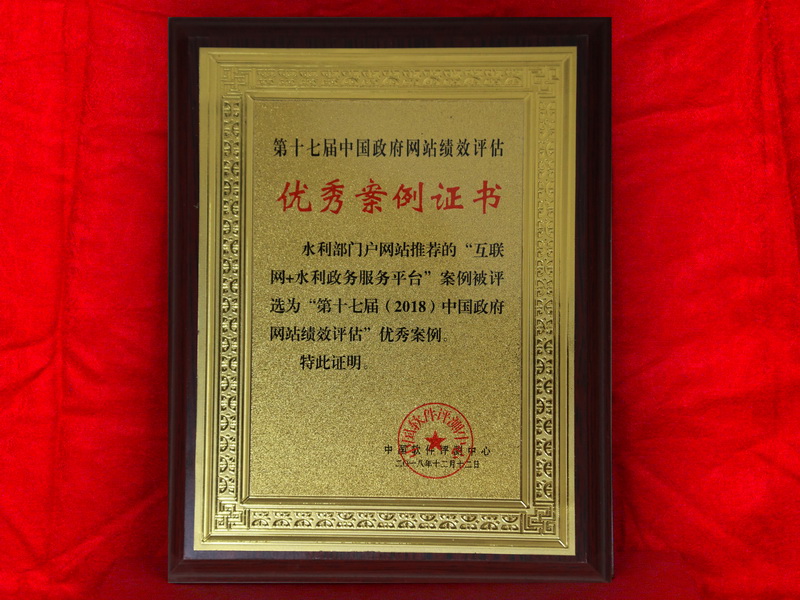 第十七届中国政府网站绩效评估
优秀案例证书
水利部门户网站推荐的“互联
网+水利政务服务平台”案例被评
选为“第十七届（2018）中国政府
网站绩效评估”优秀案例。
特此证明。
中国软件评测中心
中国软件评测中心
二〇一八年十二月十二日